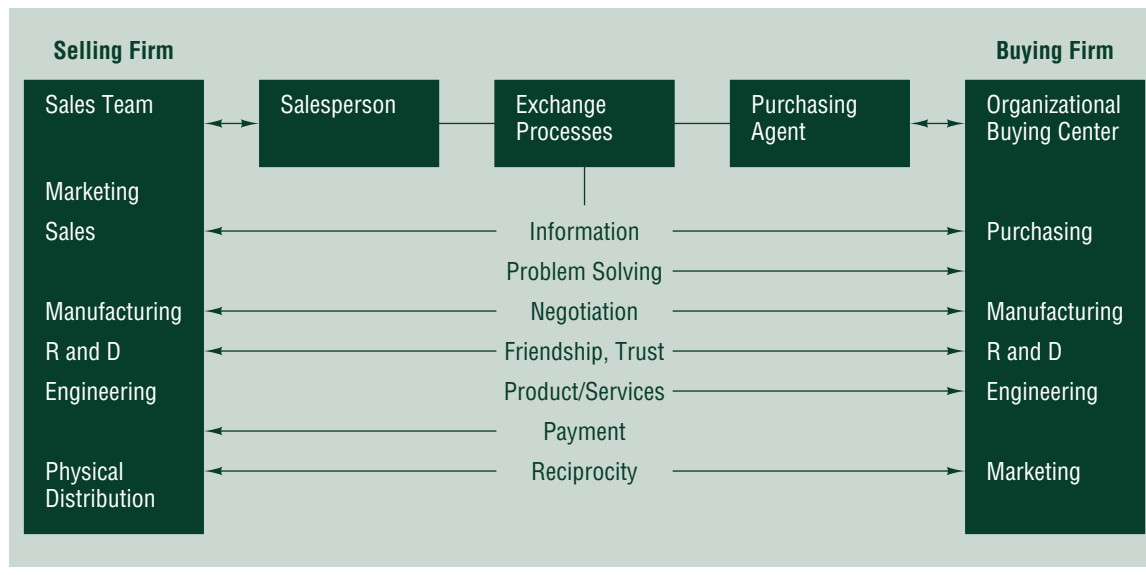 Selling Firm
Buying Firm
Sales Team
Salesperson
Exchange
Processes
Purchasing
Agent
Organizational
Buying Center
Marketing
Sales
Information
Purchasing
Problem Solving
Manufacturing
Negotiation
Manufacturing
R and D
Friendship, Trust
R and D
Engineering
Product/Services
Engineering
Payment
Physical
Distribution
Reciprocity
Marketing